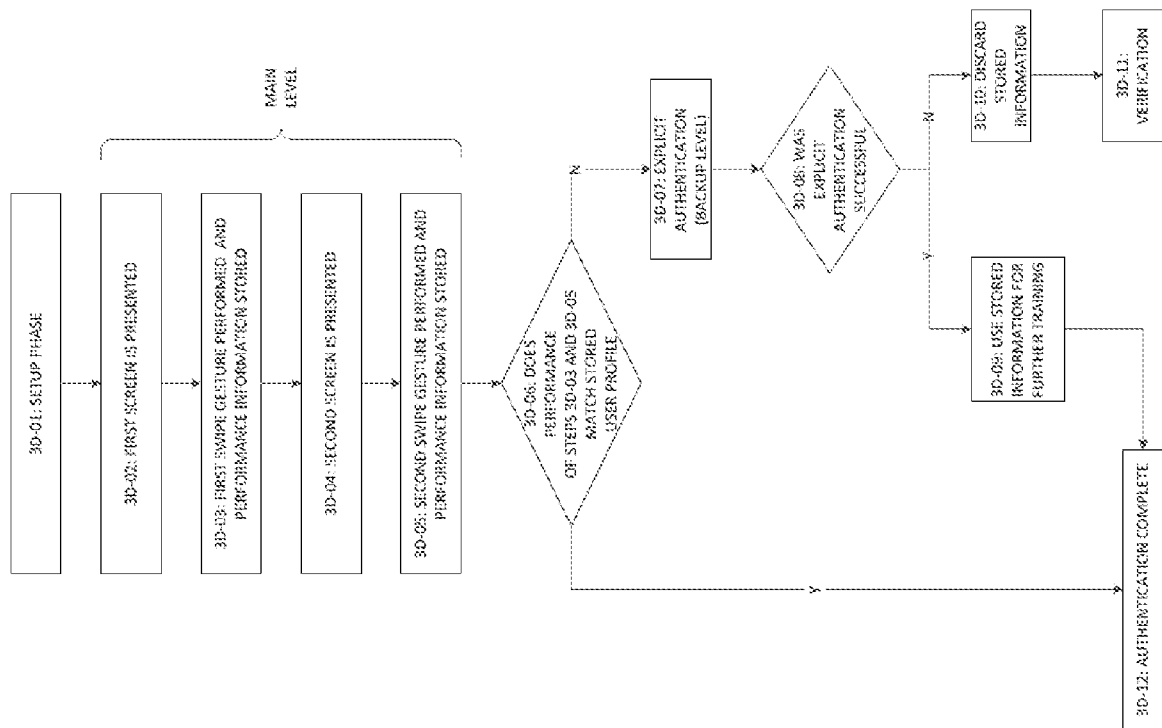 3D-01: SETUP PHASE
MAIN
LEVEL
3D-02: FIRST SCREEN IS PRESENTED
3D-03: FIRST SWIPE GESTURE PERFORMED AND
PERFORMANCE INFORMATION STORED
3D-04: SECOND SCREEN IS PRESENTED
3D-05: SECOND SWIPE GESTURE PERFORMED AND
PERFORMANCE INFORMATION STORED
3D-06: DOES
PERFORMANCE
OF STEPS 3D-03 AND 3D-05
MATCH STORED
USER PROFILE
Y
N
3D-07: EXPLICIT
AUTHENTICATION
(BACKUP LEVEL)
3D-08: WAS
EXPLICIT
AUTHENTICATION
SUCCESSFUL
Y
N
3D-09: USE STORED
INFORMATION FOR
FURTHER TRAINING
3D-10: DISCARD
STORED
INFORMATION
3D-11:
VERIFICATION
3D-12: AUTHENTICATION COMPLETE